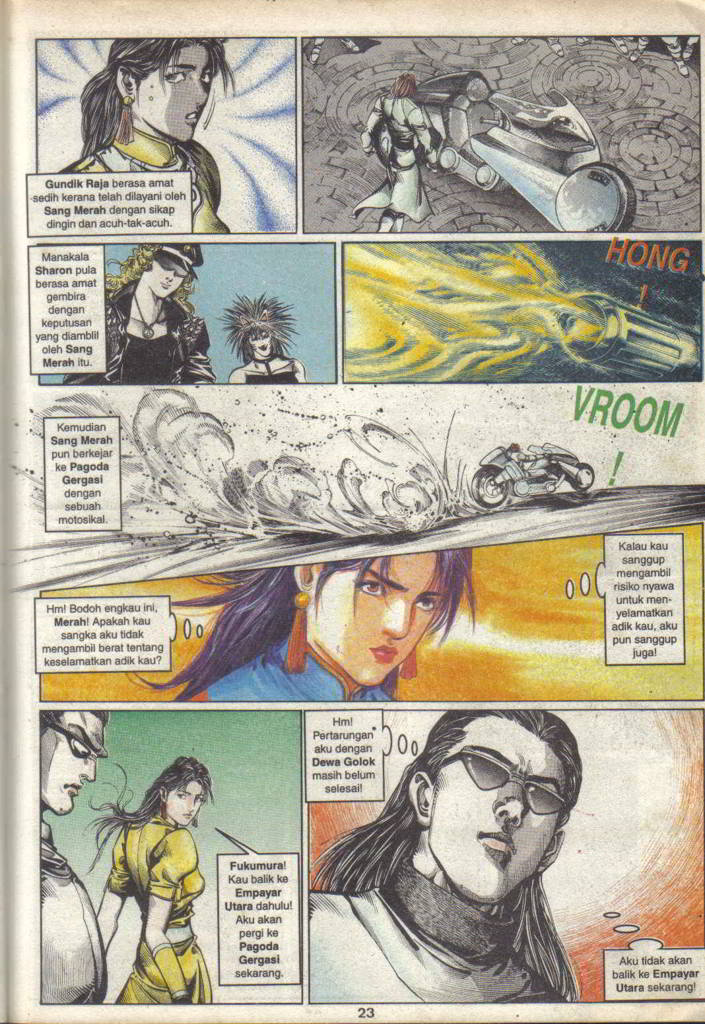 Gundik Raja berasa amat
sedih kerana telah dilayani oleh
Sang Merah dengan sikap
dingin dan acuh-tak-acuh.
Manakala
Sharon pula
berasa amat
gembira
dengan
keputusan
yang diambil
oleh Sang
Merah itu.
HONG
!
VROOM
!
Kemudian
Sang Merah
pun berkejar
ke Pagoda
Gergasi
dengan
sebuah
motosikal.
Hm! Bodoh engkau ini,
Merah! Apakah kau
sangka aku tidak
mengambil berat tentang
keselamatkan adik kau?
Kalau kau
sanggup
mengambil
risiko nyawa
untuk men-
yelamatkan
adik kau, aku
pun sanggup
juga!
Fukumura!
Kau balik ke
Empayar
Utara dahulu!
Aku akan
pergi ke
Pagoda
Gergasi
sekarang.
Hm!
Pertarungan
aku dengan
Dewa Golok
masih belum
selesai!
Aku tidak akan
balik ke Empayar
Utara sekarang!
23